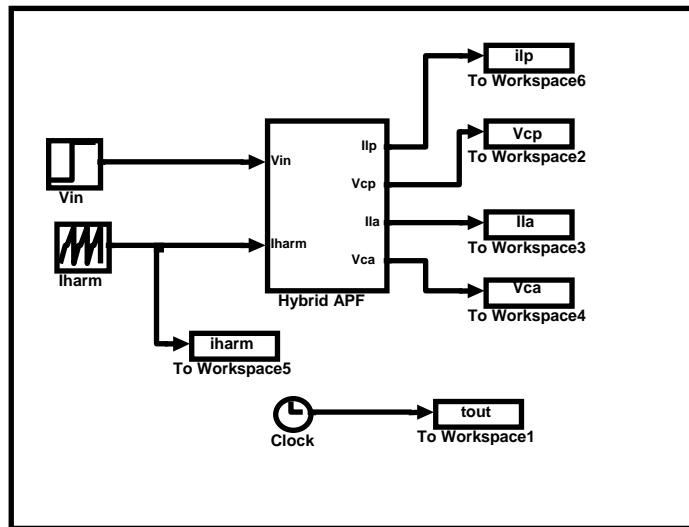 ilp
To Workspace6
Vcp
To Workspace2
Vin
Vin
Ilp
Vcp
Ila
Vca
Iharm
Hybrid APF
Iharm
Ila
To Workspace3
Vca
To Workspace4
iharm
To Workspace5
Clock
tout
To Workspace1